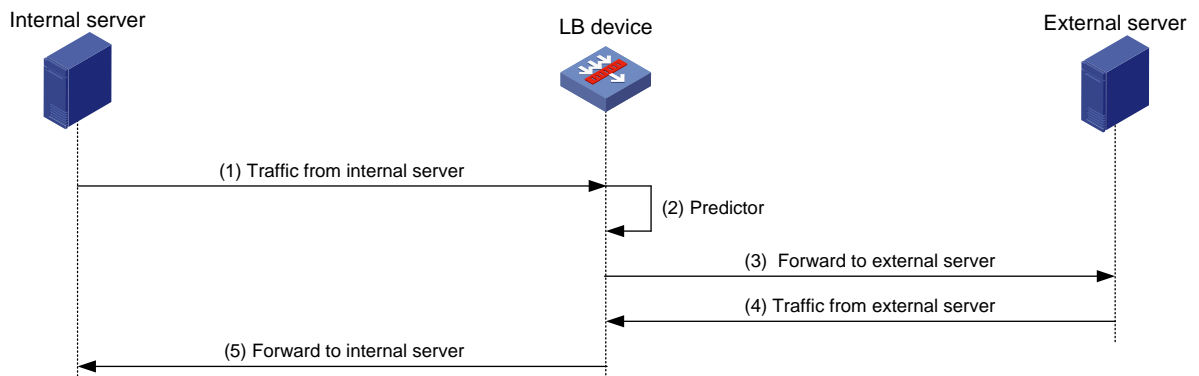 Internal server
LB device
External server
(1) Traffic from internal server
(2) Predictor
(3) Forward to external server
(4) Traffic from external server
(5) Forward to internal server